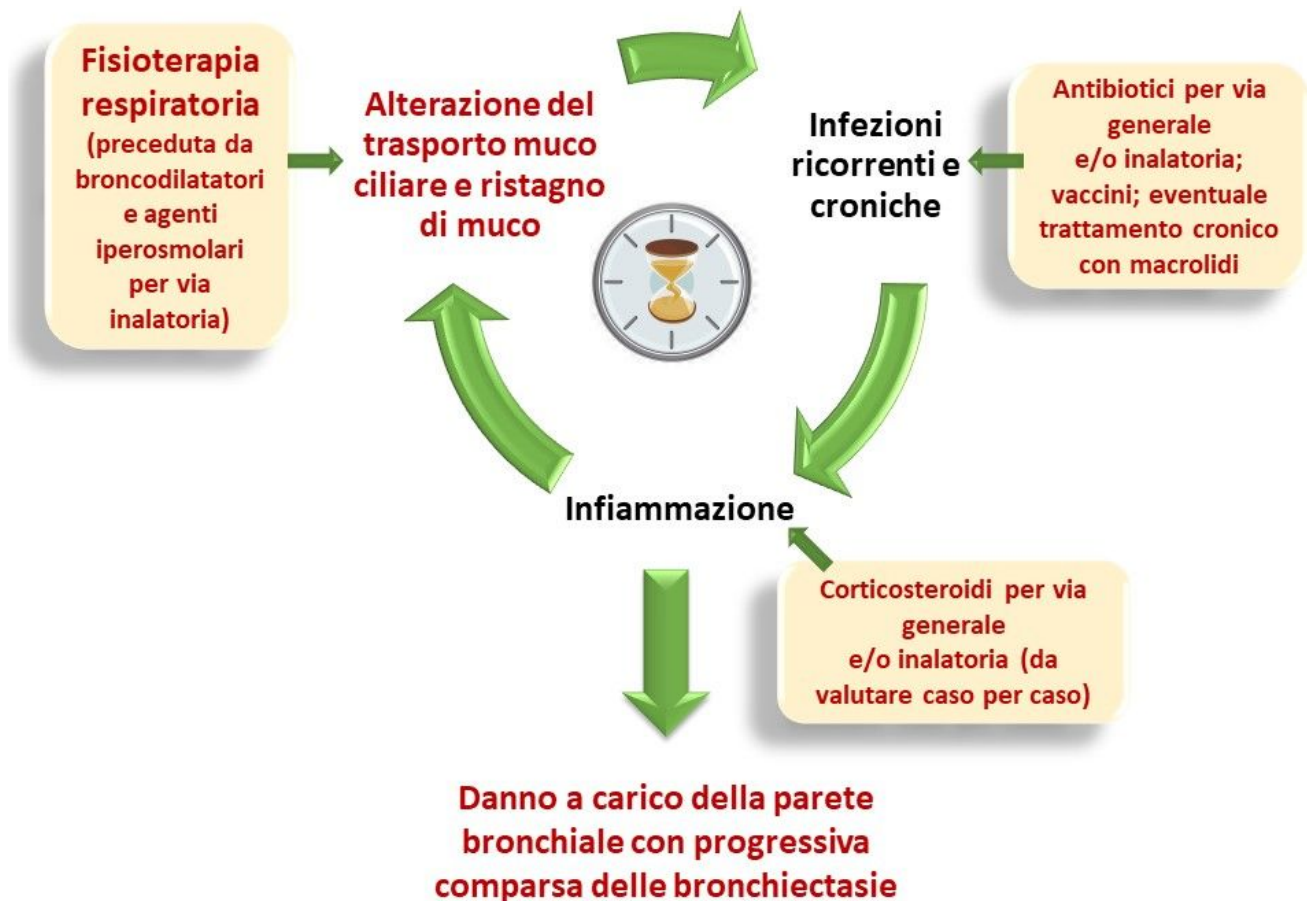 Fisioterapia
respiratoria
(preceduta da
broncodilatatori
e agenti
iperosmolari
per via
inalatoria)
Alterazione del
trasporto muco
ciliare e ristagno
di muco
Infezioni
ricorrenti e
croniche
Antibiotici per via
generale
e/o inalatoria;
vaccini; eventuale
trattamento cronico
con macrolidi
Infiammazione
Corticosteroidi per via
generale
e/o inalatoria (da
valutare caso per caso)
Danno a carico della parete
bronchiale con progressiva
comparsa delle bronchiectasie